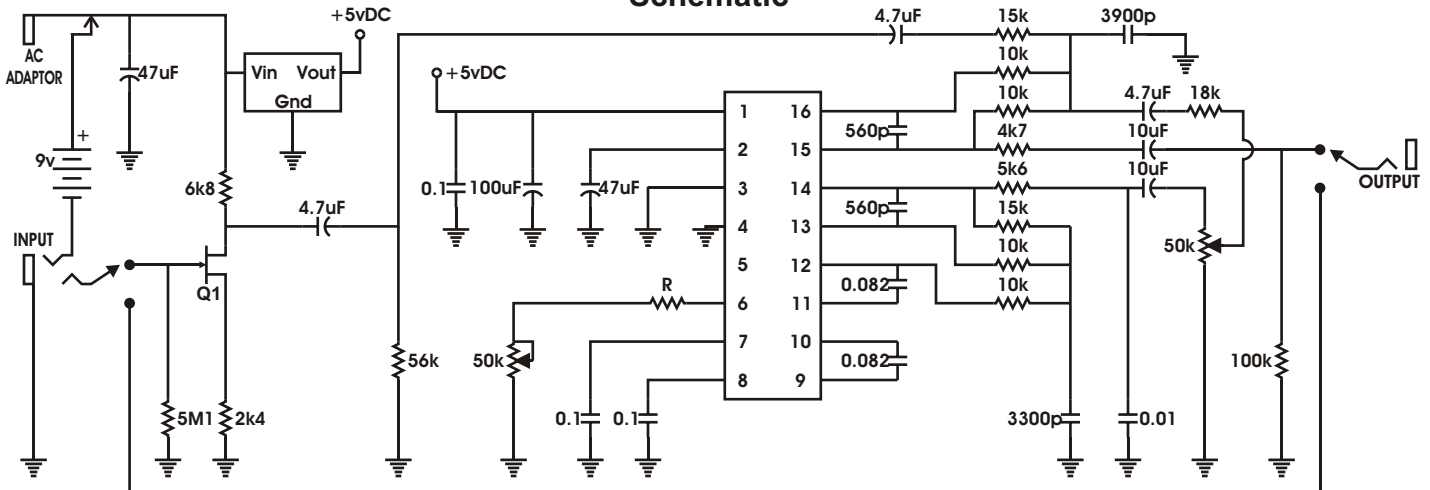 Schematic
+5vDC
4.7uF
15k
3900p
AC
ADAPTOR
47uF
Vin
Vout
Gnd
+5vDC
10k
10k
4.7uF
18k
1
16
560p
4k7
10uF
+
9v
2
15
5k6
10uF
OUTPUT
6k8
4.7uF
0.1
100uF
47uF
3
14
560p
15k
4
13
50k
INPUT
10k
5
12
0.082
10k
Q1
R
6
11
7
10
56k
50k
0.082
100k
8
9
5M1
2k4
0.1
0.1
3300p
0.01